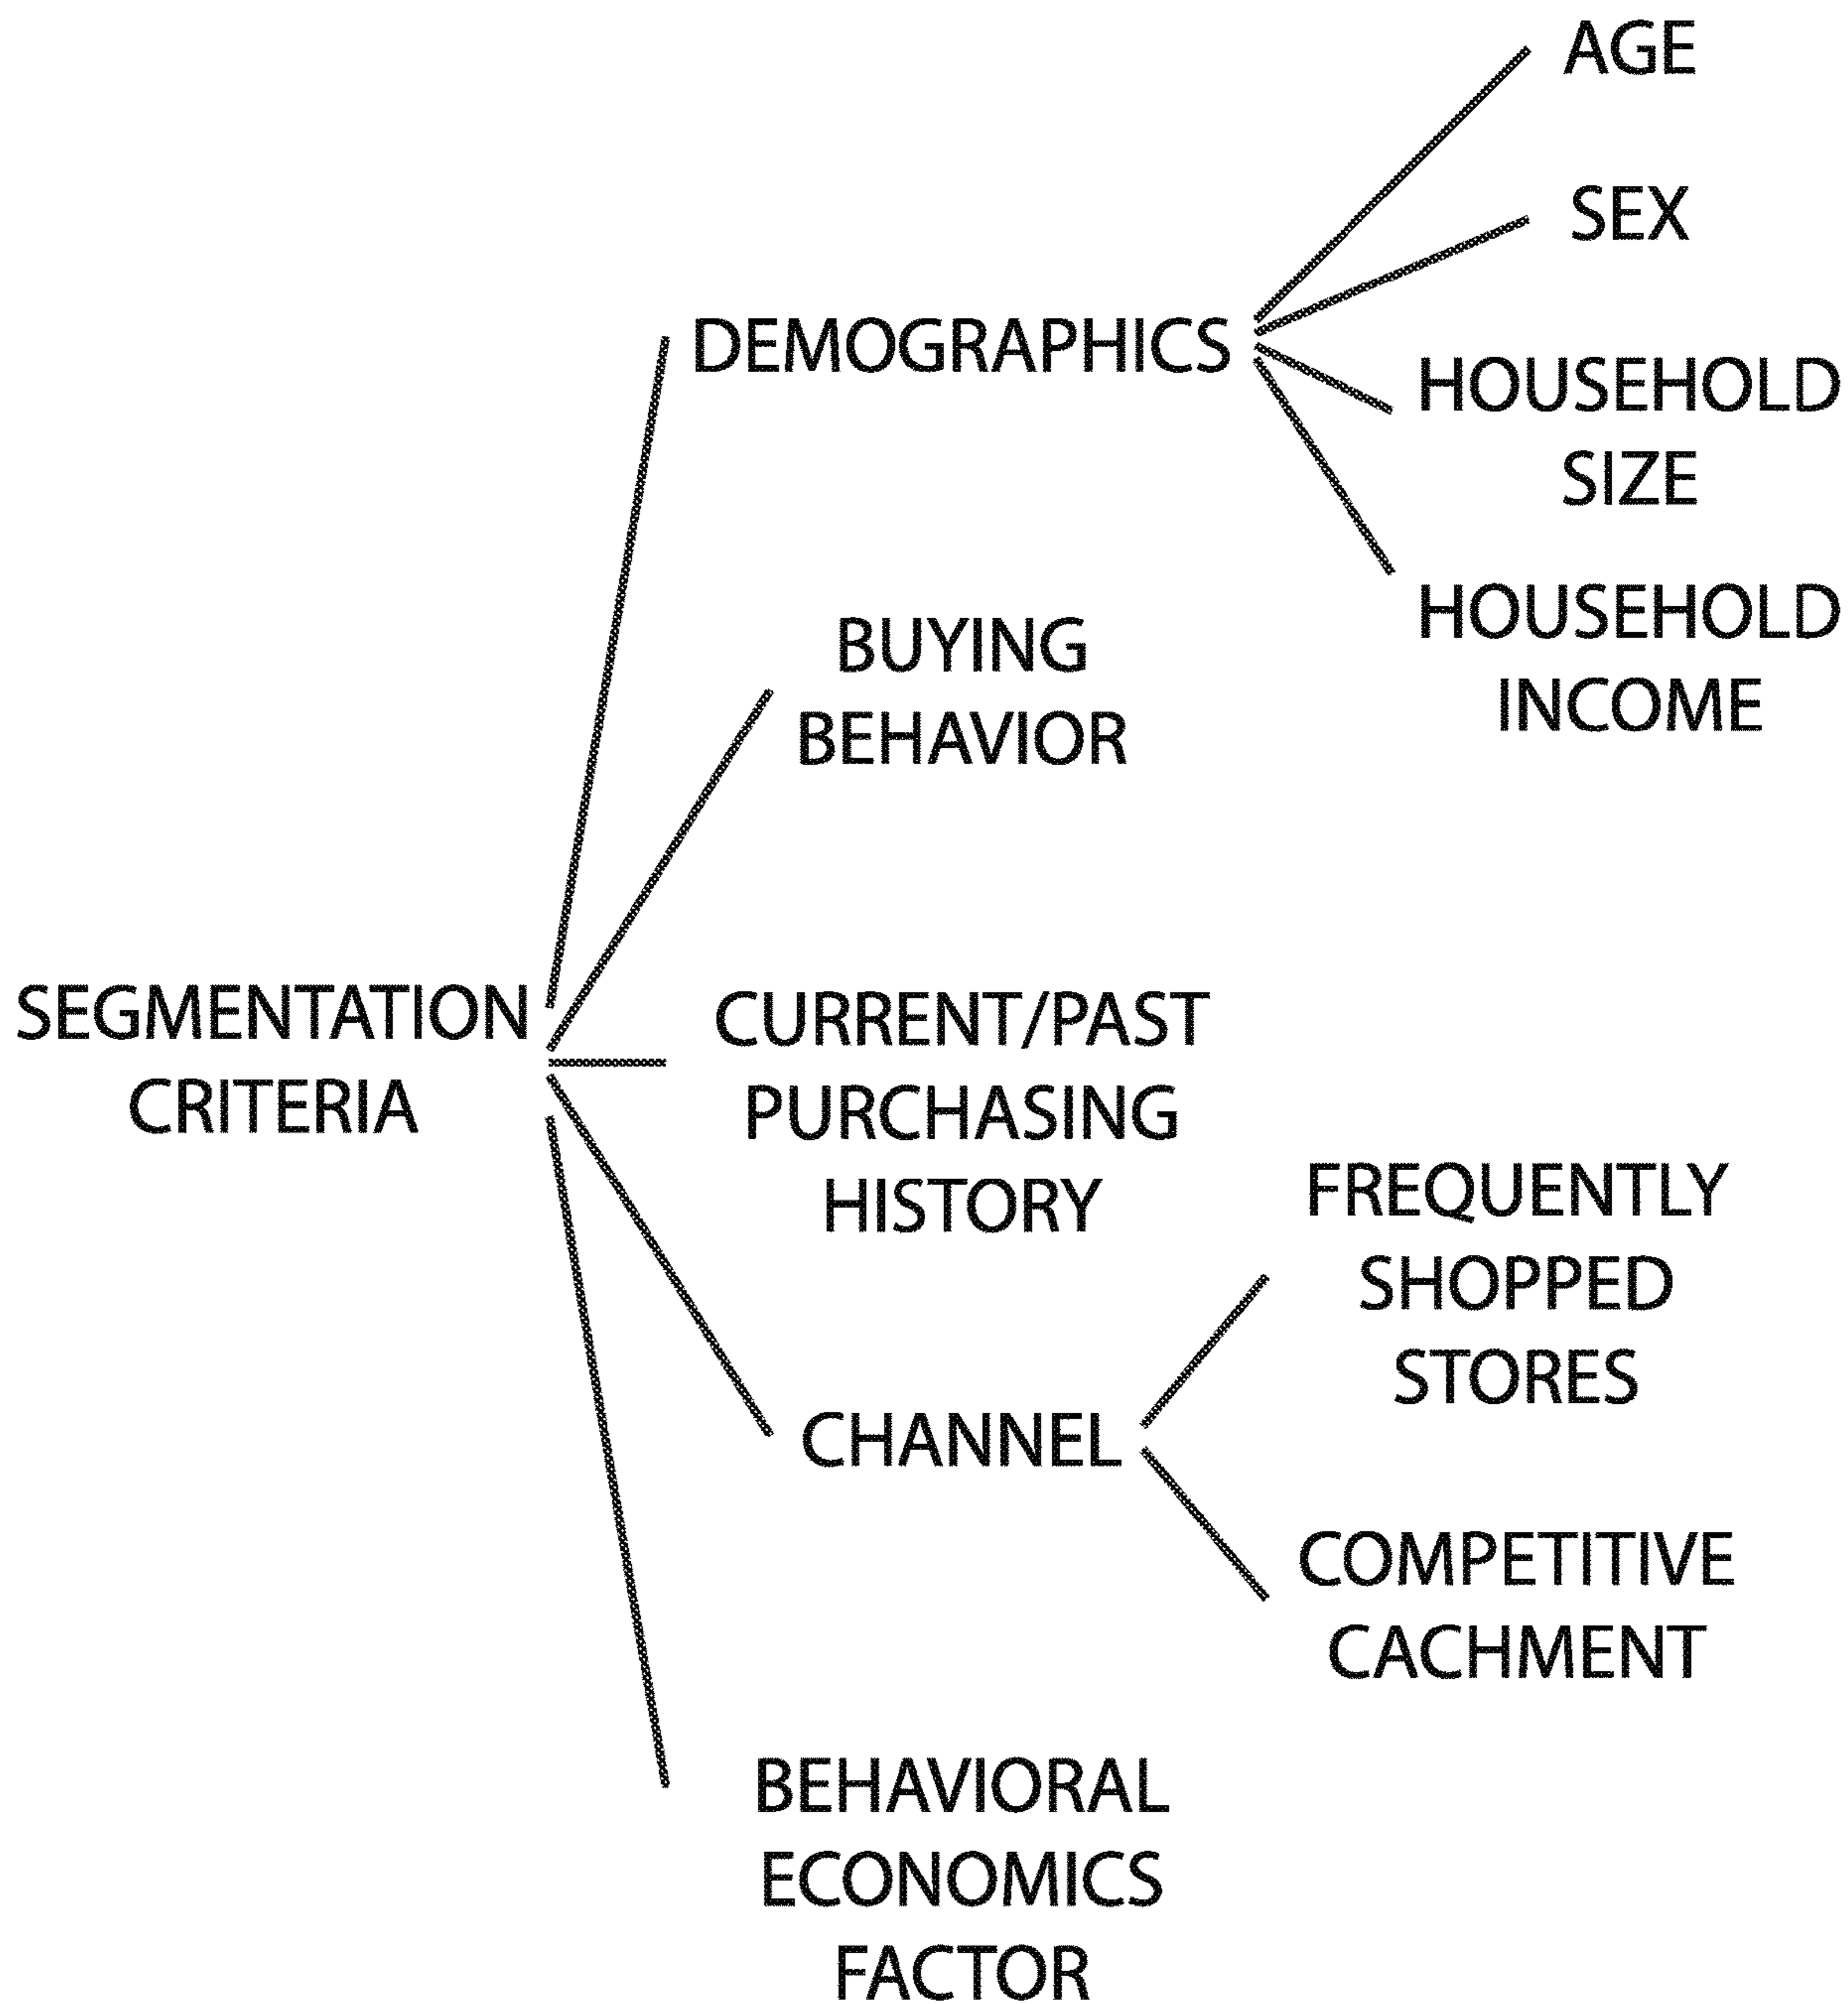 AGE
SEX
DEMOGRAPHICS
HOUSEHOLD
SIZE
HOUSEHOLD
INCOME
BUYING
BEHAVIOR
SEGMENTATION
CRITERIA
CURRENT/PAST
PURCHASING
HISTORY
FREQUENTLY
SHOPPED
STORES
CHANNEL
COMPETITIVE
CACHMENT
BEHAVIORAL
ECONOMICS
FACTOR